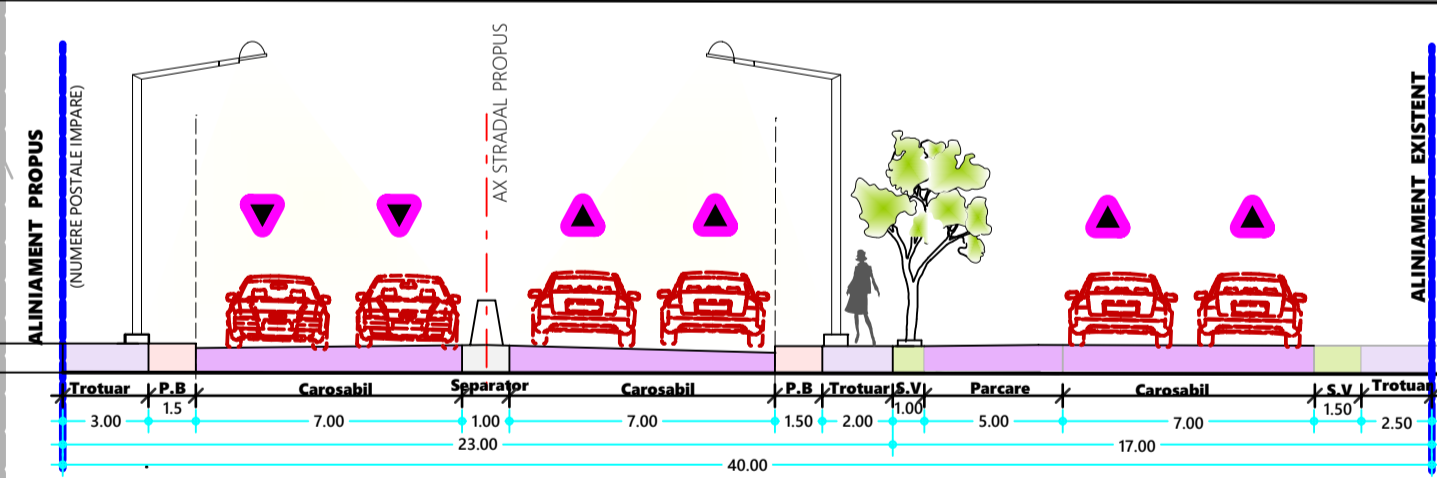 ALINIAMENT PROPUS
(NUMERE POSTALE IMPARE)
AX STRADAL PROPUS
ALINIAMENT EXISTENT
Trotuar P.B Carosabil Separator Carosabil P.B Trotuar S.V Parcare Carosabil S.V Trotuar
3.00 1.5 7.00 1.00 7.00 1.50 2.00 1.00 5.00 7.00 1.50 2.50
23.00 17.00
40.00